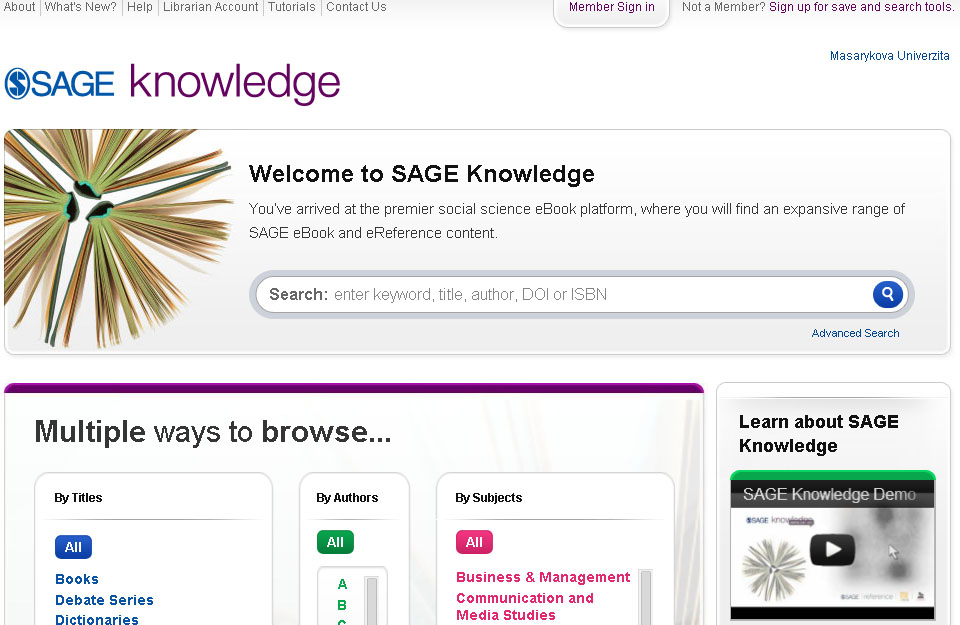 About | What's New? | Help | Librarian Account | Tutorials | Contact Us
Member Sign in
Not a Member? Sign up for save and search tools.
Masarykova Univerzita
SSAGE knowledge
Welcome to SAGE Knowledge
You've arrived at the premier social science eBook platform, where you will find an expansive range of
SAGE eBook and eReference content.
Search: enter keyword, title, author, DOI or ISBN
Advanced Search
Multiple ways to browse...
By Titles
All
Books
Debate Series
Dictionaries
By Authors
All
A
B
C
By Subjects
All
Business & Management
Communication and
Media Studies
Learn about SAGE
Knowledge
SAGE Knowledge Demo
SAGE knowledge
SAGE reference